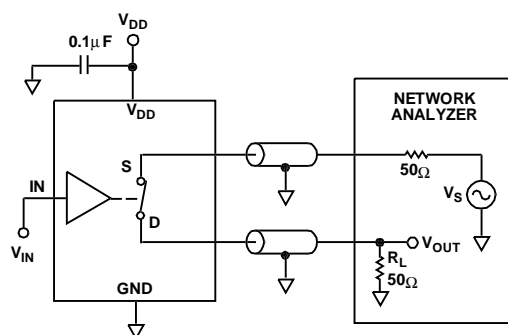 VDD
0.1µF
VDD
NETWORK
ANALYZER
S
50Ω
VS
IN
D
VIN
VOUT
RL
50Ω
GND